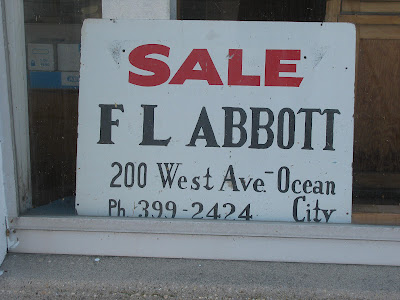 SALE
F L ABBOTT
200 West Ave - Ocean
Ph. 399-2424 City